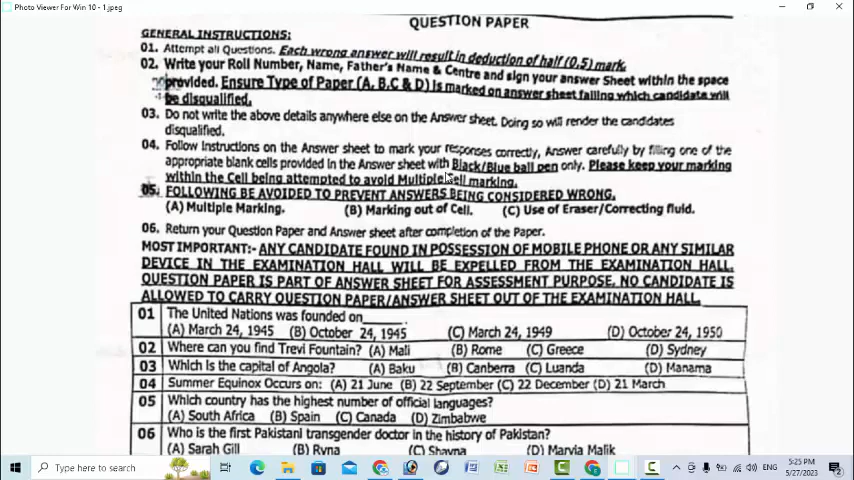 Photo Viewer For Win 10 - 1.jpeg
QUESTION PAPER
GENERAL INSTRUCTIONS:
01. Attempt all Questions. Each wrong answer will result in deduction of half (0.5) mark.
02. Write your Roll Number, Name, Father's Name & Centre and sign your answer Sheet within the space
provided. Ensure Type of Paper (A, B,C & D) is marked on answer sheet failing which candidate will
be disqualified.
03. Do not write the above details anywhere else on the Answer sheet. Doing so will render the candidates
disqualified.
04. Follow Instructions on the Answer sheet to mark your responses correctly, Answer carefully by filling one of the
appropriate blank cells provided in the Answer sheet with Black/Blue ball pen only. Please keep your marking
within the Cell being attempted to avoid Multiple Cell marking.
05. FOLLOWING BE AVOIDED TO PREVENT ANSWERS BEING CONSIDERED WRONG.
(A) Multiple Marking. (B) Marking out of Cell. (C) Use of Eraser/Correcting fluid.
06. Return your Question Paper and Answer sheet after completion of the Paper.
MOST IMPORTANT:- ANY CANDIDATE FOUND IN POSSESSION OF MOBILE PHONE OR ANY SIMILAR
DEVICE IN THE EXAMINATION HALL WILL BE EXPELLED FROM THE EXAMINATION HALL.
QUESTION PAPER IS PART OF ANSWER SHEET FOR ASSESSMENT PURPOSE. NO CANDIDATE IS
ALLOWED TO CARRY QUESTION PAPER/ANSWER SHEET OUT OF THE EXAMINATION HALL.
01 The United Nations was founded on______.
(A) March 24, 1945 (B) October 24, 1945 (C) March 24, 1949 (D) October 24, 1950
02 Where can you find Trevi Fountain? (A) Mali (B) Rome (C) Greece (D) Sydney
03 Which is the capital of Angola? (A) Baku (B) Canberra (C) Luanda (D) Manama
04 Summer Equinox Occurs on: (A) 21 June (B) 22 September (C) 22 December (D) 21 March
05 Which country has the highest number of official languages?
(A) South Africa (B) Spain (C) Canada (D) Zimbabwe
06 Who is the first Pakistani transgender doctor in the history of Pakistan?
(A) Sarah Gill (B) Ryna (C) Shayna (D) Marvia Malik
Type here to search
ENG
5:25 PM
5/27/2023